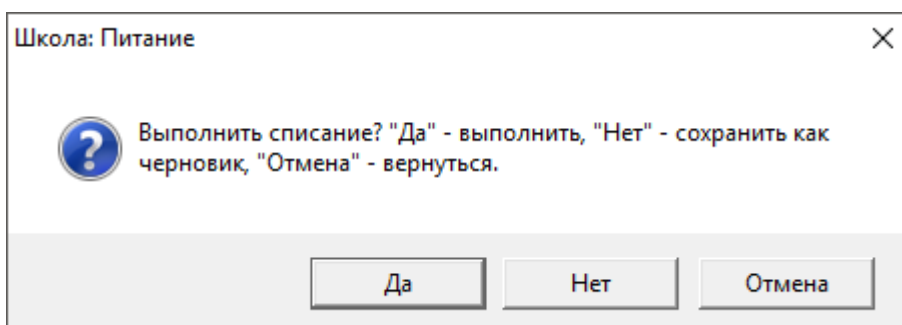 Школа: Питание
Выполнить списание? "Да" - выполнить, "Нет" - сохранить как
черновик, "Отмена" - вернуться.
Да
Нет
Отмена